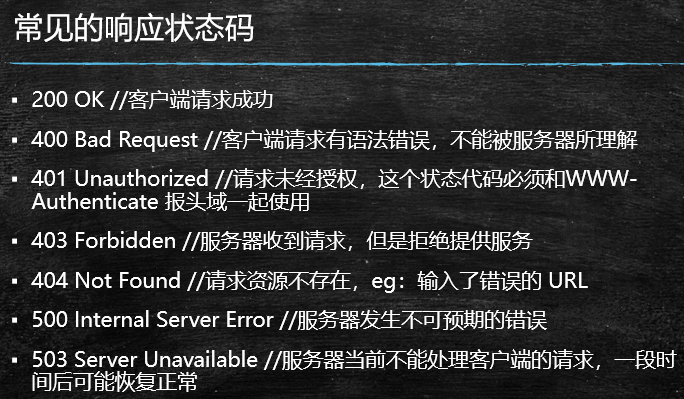 常见的响应状态码
▪ 200 OK //客户端请求成功
▪ 400 Bad Request //客户端请求有语法错误，不能被服务器所理解
▪ 401 Unauthorized //请求未经授权，这个状态代码必须和WWW-
Authenticate 报头域一起使用
▪ 403 Forbidden //服务器收到请求，但是拒绝提供服务
▪ 404 Not Found //请求资源不存在，eg：输入了错误的 URL
▪ 500 Internal Server Error //服务器发生不可预期的错误
▪ 503 Server Unavailable //服务器当前不能处理客户端的请求，一段时
间后可能恢复正常